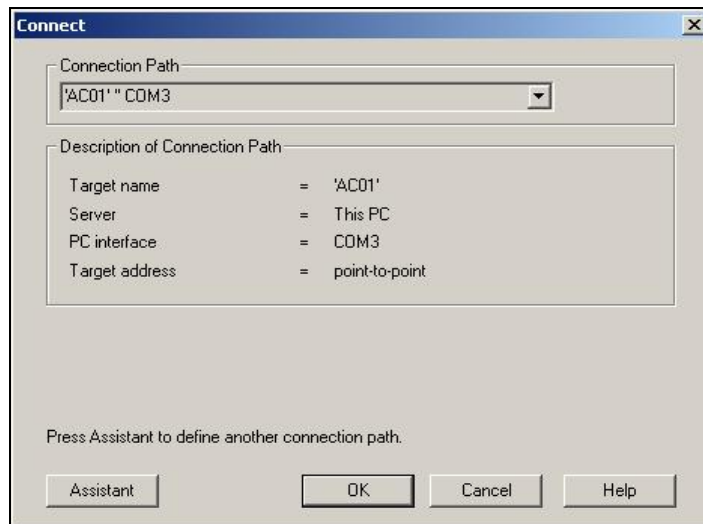 Connect
Connection Path
'AC01' '' COM3
Description of Connection Path
Target name = 'AC01'
Server = This PC
PC interface = COM3
Target address = point-to-point
Press Assistant to define another connection path.
Assistant OK Cancel Help